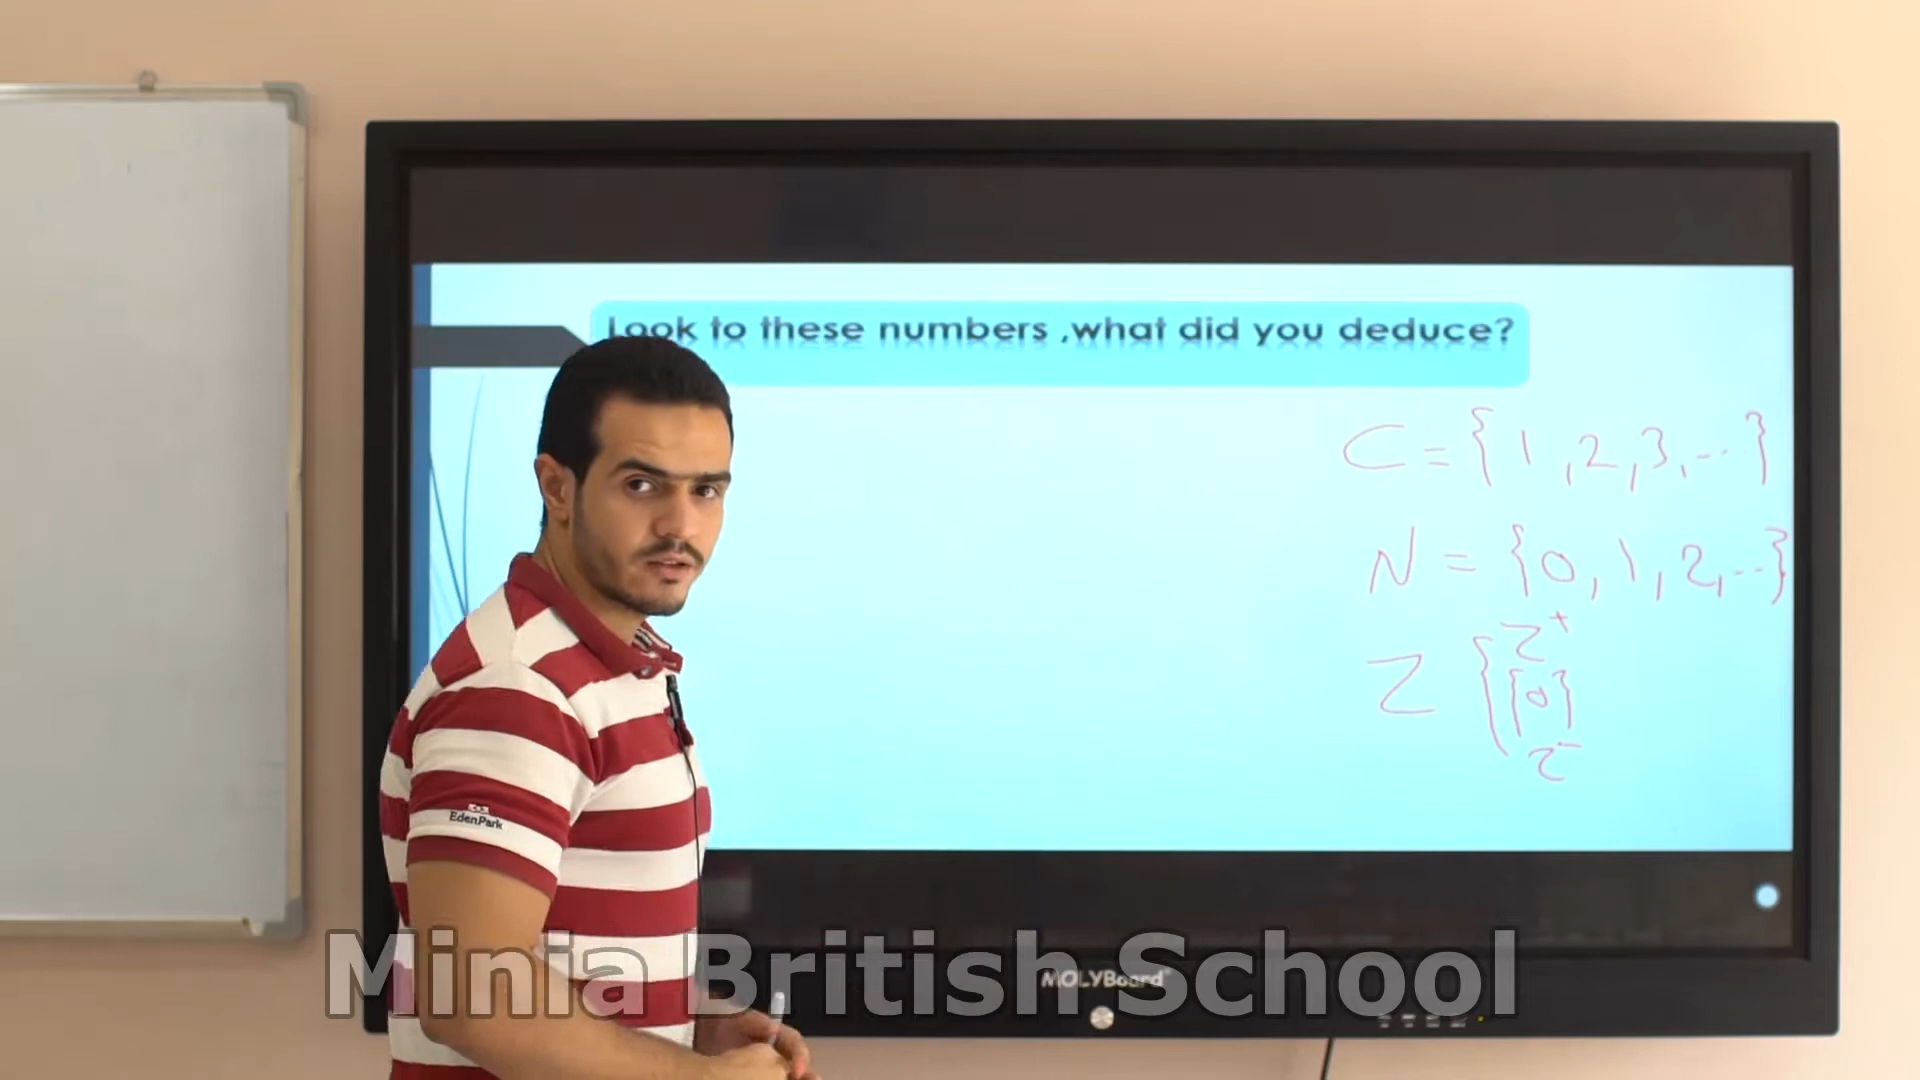 Look to these numbers ,what did you deduce?
C = { 1 , 2 , 3 , ... }
N = { 0 , 1 , 2 , ... }
Z { Z+
{0}
Z-
EdenPark
MOLYBoard
Minia British School